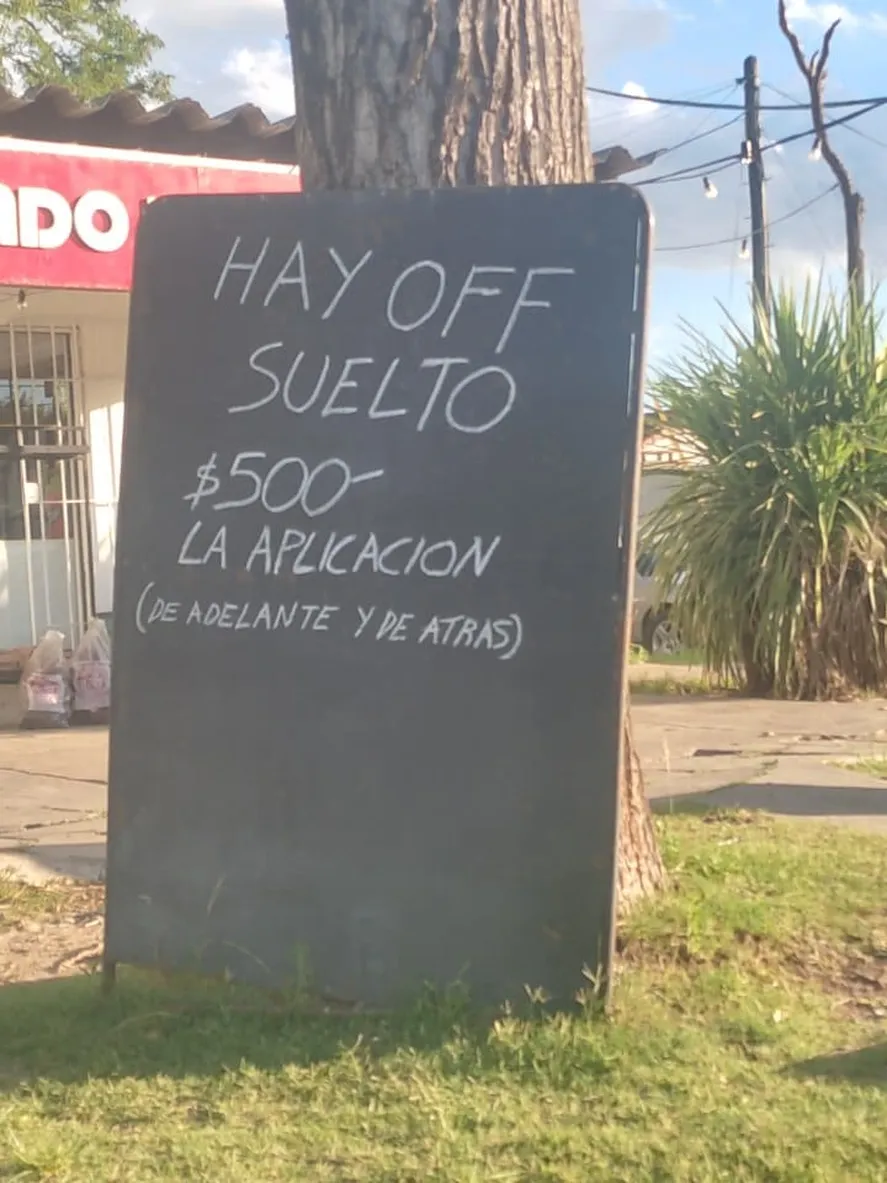 ADO
HAY OFF
SUELTO
$500-
LA APLICACION
(DE ADELANTE Y DE ATRAS)